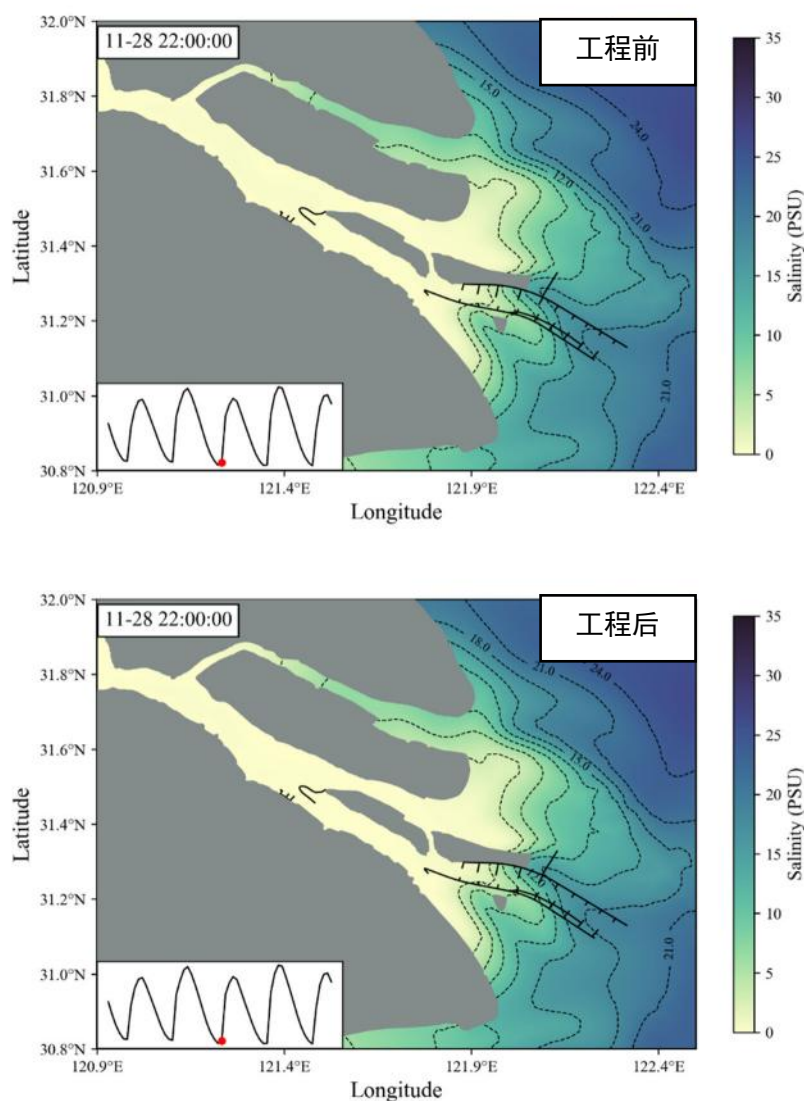 32.0°N
11-28 22:00:00
工程前
35
15.0
24.0
31.8°N
30
31.6°N
25
12.0
21.0
Latitude
20
Salinity (PSU)
31.4°N
15
31.2°N
10
31.0°N
21.0
5
30.8°N
0
120.9°E
121.4°E
121.9°E
122.4°E
Longitude
32.0°N
11-28 22:00:00
工程后
35
18.0
21.0
24.0
31.8°N
30
31.6°N
25
Latitude
20
Salinity (PSU)
31.4°N
15
31.2°N
10
31.0°N
21.0
5
30.8°N
0
120.9°E
121.4°E
121.9°E
122.4°E
Longitude